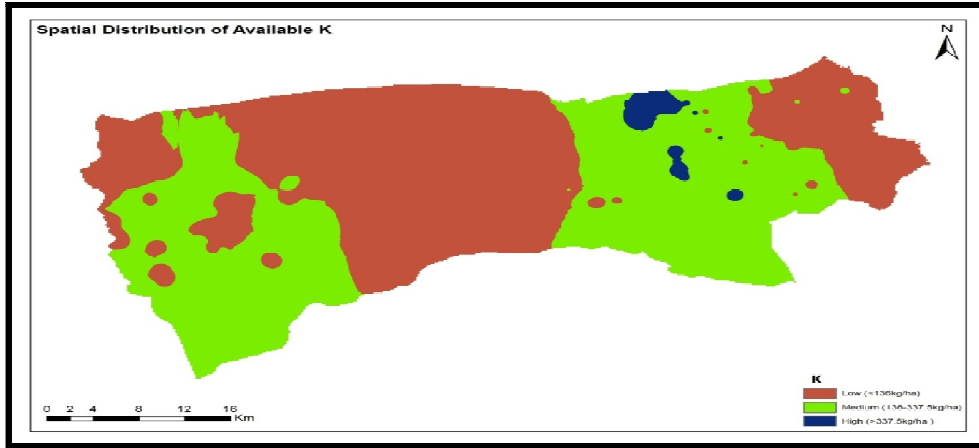 Spatial Distribution of Available K
N
K
Low (<136kg/ha)
Medium (136-337.5kg/ha)
High (>337.5kg/ha )
0 2 4 8 12 16
Km